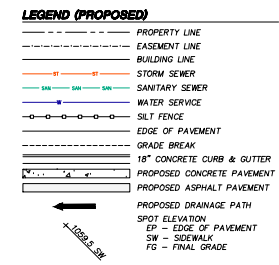 LEGEND (PROPOSED)
PROPERTY LINE
EASEMENT LINE
BUILDING LINE
ST ST STORM SEWER
SAN SAN SAN SANITARY SEWER
W WATER SERVICE
SILT FENCE
EDGE OF PAVEMENT
GRADE BREAK
18" CONCRETE CURB & GUTTER
PROPOSED CONCRETE PAVEMENT
PROPOSED ASPHALT PAVEMENT
PROPOSED DRAINAGE PATH
SPOT ELEVATION
EP – EDGE OF PAVEMENT
SW – SIDEWALK
FG – FINAL GRADE
1059.5 SW